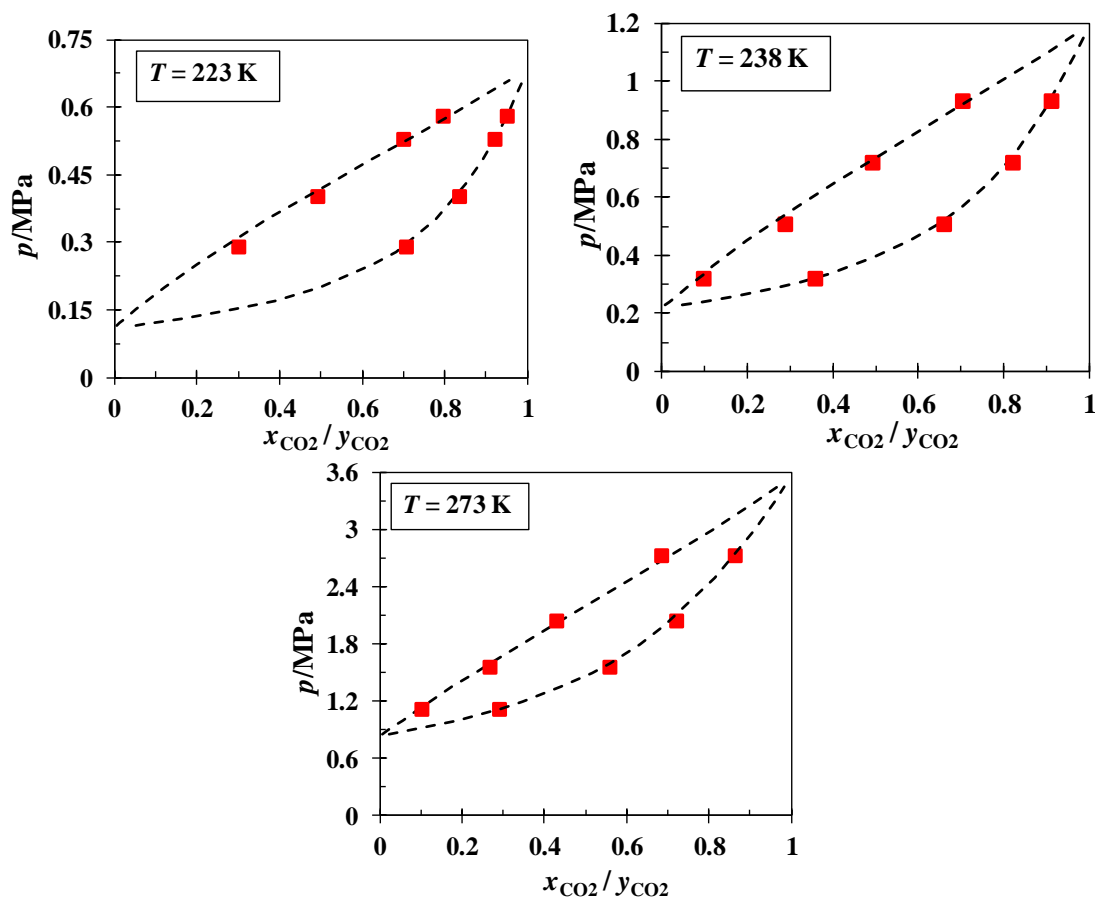 T = 223 K
p/MPa
0.75
0.6
0.45
0.3
0.15
0
0 0.2 0.4 0.6 0.8 1
xCO2 / yCO2
T = 238 K
p/MPa
1.2
1
0.8
0.6
0.4
0.2
0
0 0.2 0.4 0.6 0.8 1
xCO2 / yCO2
T = 273 K
p/MPa
3.6
3
2.4
1.8
1.2
0.6
0
0 0.2 0.4 0.6 0.8 1
xCO2 / yCO2